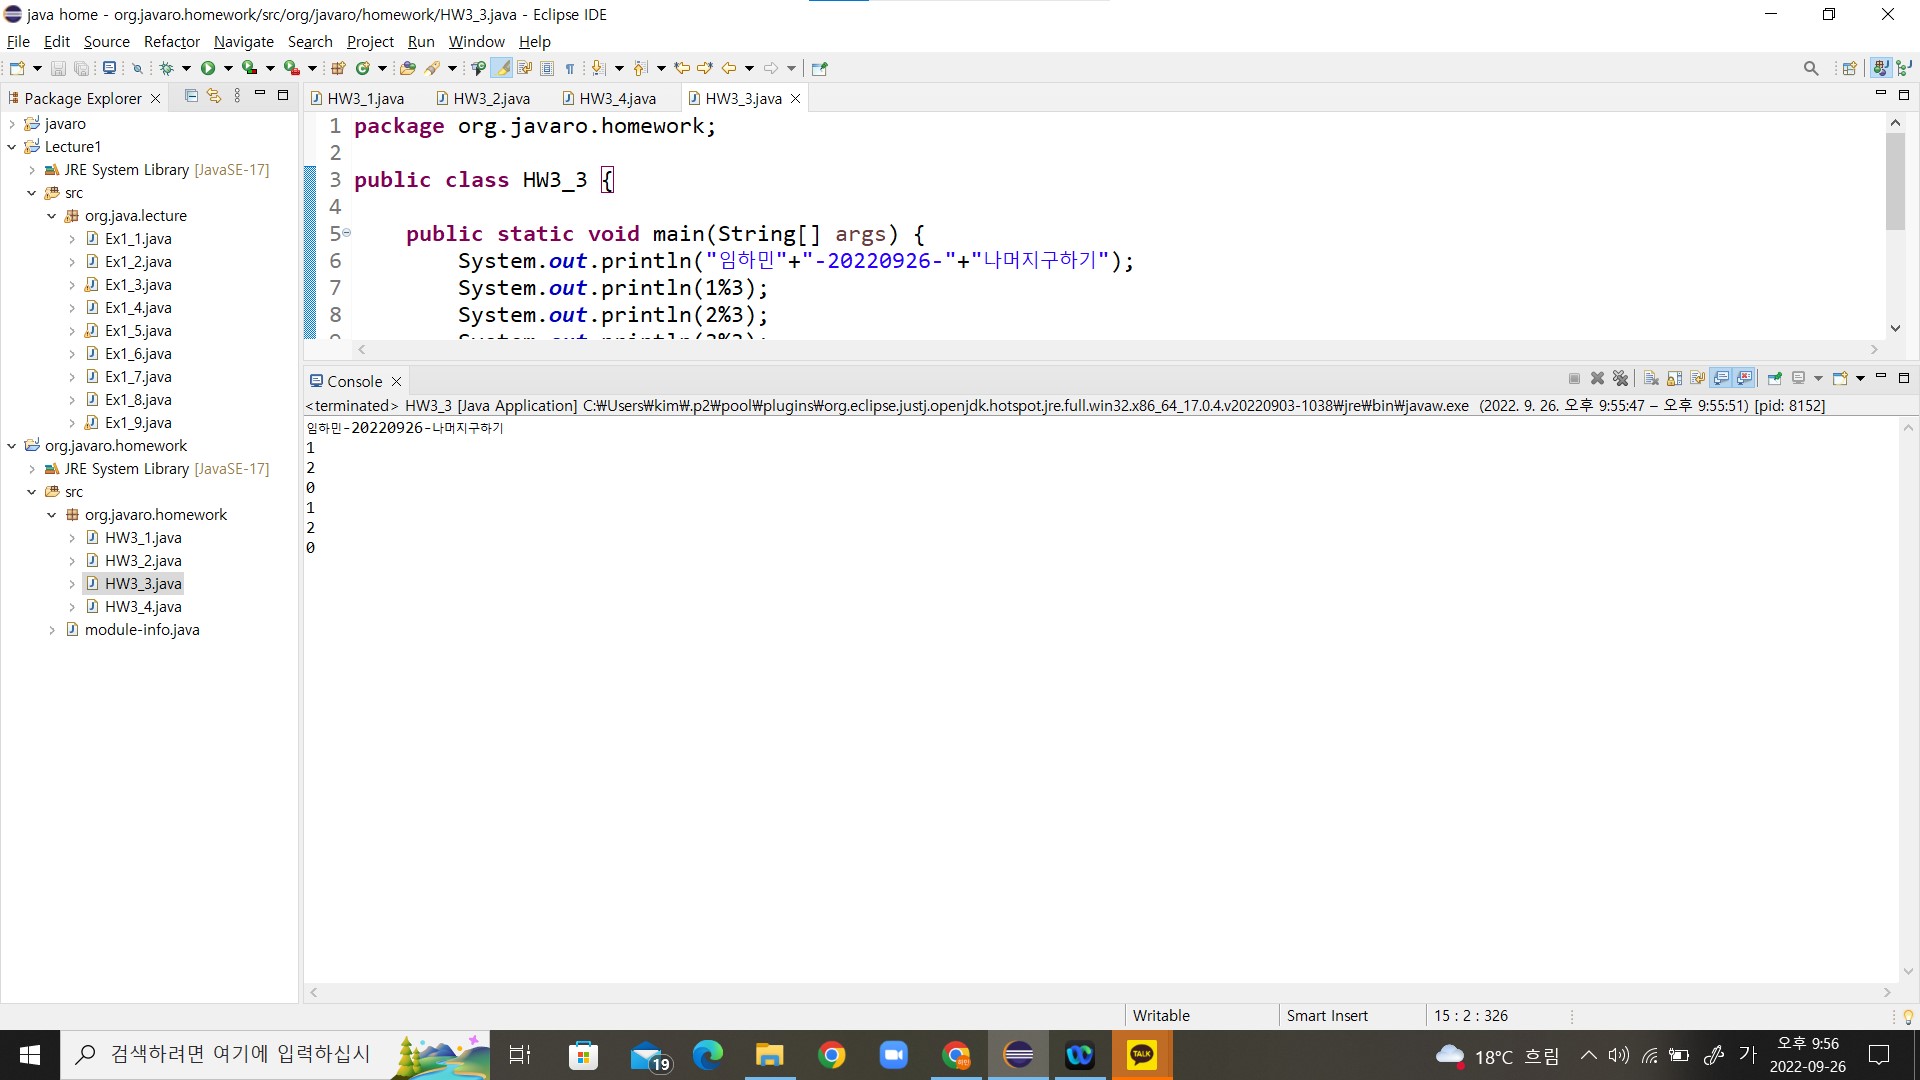 java home - org.javaro.homework/src/org/javaro/homework/HW3_3.java - Eclipse IDE
File Edit Source Refactor Navigate Search Project Run Window Help
Package Explorer
javaro
Lecture1
JRE System Library [JavaSE-17]
src
org.java.lecture
Ex1_1.java
Ex1_2.java
Ex1_3.java
Ex1_4.java
Ex1_5.java
Ex1_6.java
Ex1_7.java
Ex1_8.java
Ex1_9.java
org.javaro.homework
JRE System Library [JavaSE-17]
src
org.javaro.homework
HW3_1.java
HW3_2.java
HW3_3.java
HW3_4.java
module-info.java
HW3_1.java HW3_2.java HW3_4.java HW3_3.java
1 package org.javaro.homework;
2
3 public class HW3_3 {
4
5 public static void main(String[] args) {
6 System.out.println("임하민"+"-20220926-"+"나머지구하기");
7 System.out.println(1%3);
8 System.out.println(2%3);
Console
<terminated> HW3_3 [Java Application] C:₩Users₩kim₩.p2₩pool₩plugins₩org.eclipse.justj.openjdk.hotspot.jre.full.win32.x86_64_17.0.4.v20220903-1038₩jre₩bin₩javaw.exe (2022. 9. 26. 오후 9:55:47 – 오후 9:55:51) [pid: 8152]
임하민-20220926-나머지구하기
1
2
0
1
2
0
Writable Smart Insert 15 : 2 : 326
검색하려면 여기에 입력하십시
19
TALK
18°C 흐림
가
오후 9:56
2022-09-26